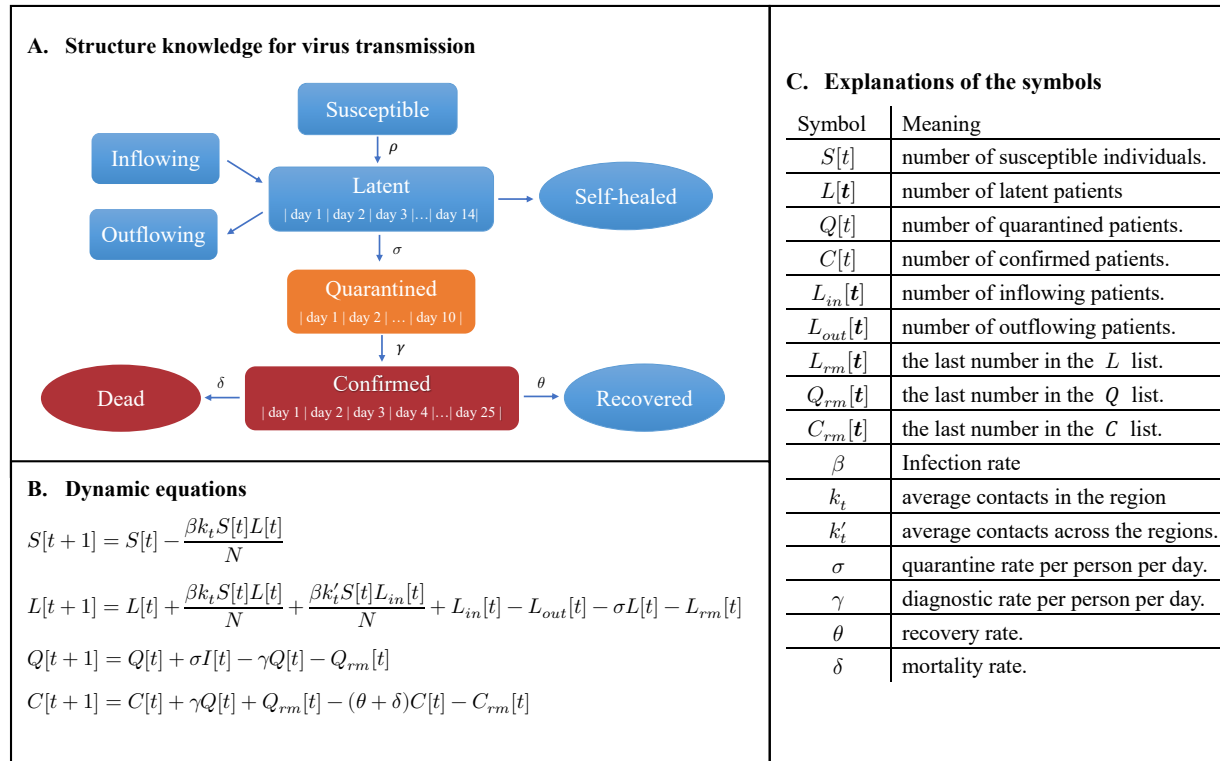 A. Structure knowledge for virus transmission
Susceptible
ρ
Inflowing
Latent
| day 1 | day 2 | day 3 |…| day 14|
Self-healed
Outflowing
σ
Quarantined
| day 1 | day 2 | … | day 10 |
γ
Dead
δ
Confirmed
| day 1 | day 2 | day 3 | day 4 |…| day 25 |
θ
Recovered
B. Dynamic equations
S[t + 1] = S[t] − βk_t S[t]L[t] / N
L[t + 1] = L[t] + βk_t S[t]L[t] / N + βk′_t S[t]L_in[t] / N + L_in[t] − L_out[t] − σL[t] − L_rm[t]
Q[t + 1] = Q[t] + σI[t] − γQ[t] − Q_rm[t]
C[t + 1] = C[t] + γQ[t] + Q_rm[t] − (θ + δ)C[t] − C_rm[t]
C. Explanations of the symbols
Symbol Meaning
S[t] number of susceptible individuals.
L[t] number of latent patients
Q[t] number of quarantined patients.
C[t] number of confirmed patients.
L_in[t] number of inflowing patients.
L_out[t] number of outflowing patients.
L_rm[t] the last number in the L list.
Q_rm[t] the last number in the Q list.
C_rm[t] the last number in the C list.
β Infection rate
k_t average contacts in the region
k′_t average contacts across the regions.
σ quarantine rate per person per day.
γ diagnostic rate per person per day.
θ recovery rate.
δ mortality rate.